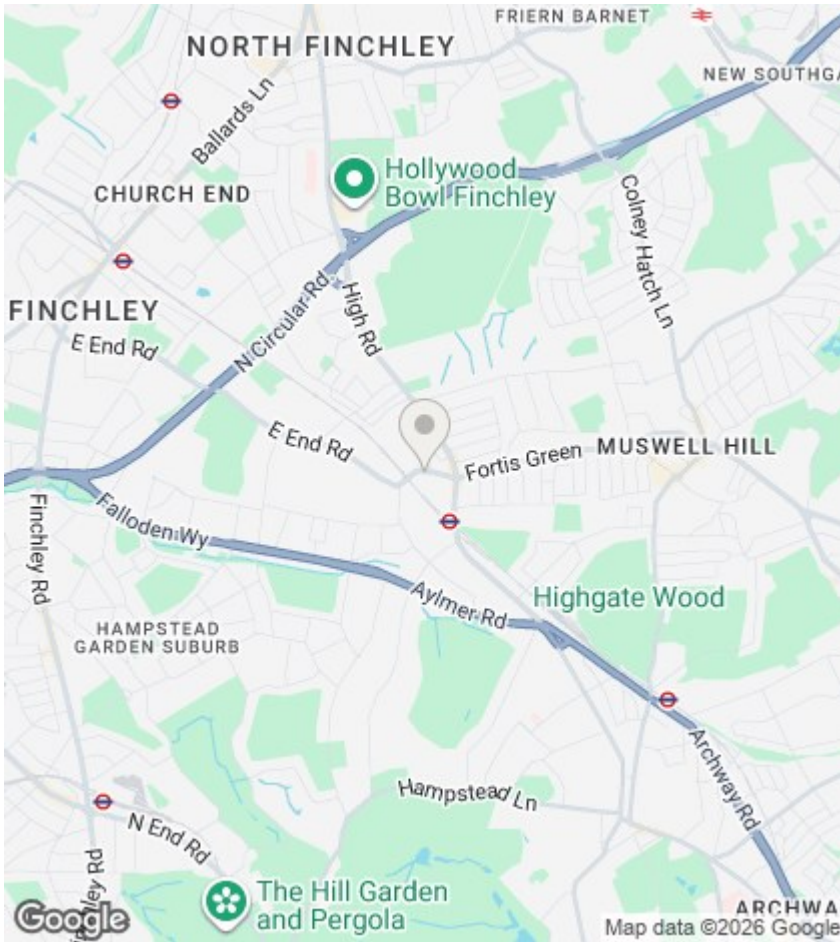 FRIERN BARNET
NORTH FINCHLEY
NEW SOUTHGA
Ballards Ln
Hollywood
Bowl Finchley
CHURCH END
Colney Hatch Ln
FINCHLEY
N Circular Rd
High Rd
E End Rd
E End Rd
Fortis Green
MUSWELL HILL
Finchley Rd
Falloden Wy
Aylmer Rd
Highgate Wood
HAMPSTEAD
GARDEN SUBURB
Archway Rd
Hampstead Ln
N End Rd
The Hill Garden
and Pergola
ARCHWA
Google
Map data ©2026 Google